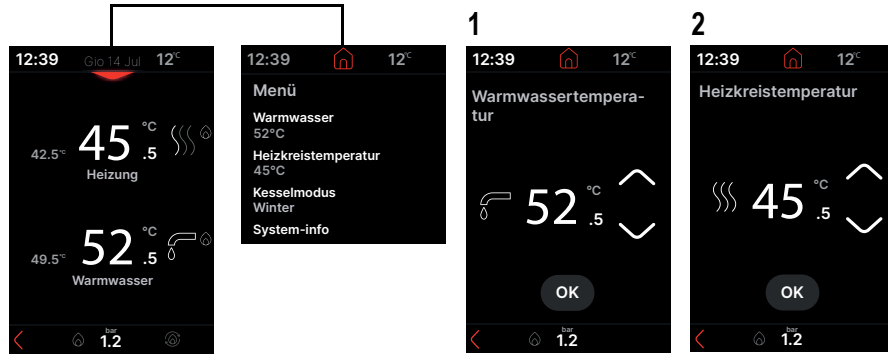 1
2
12:39 Gio 14 Jul 12°C
42.5°C 45.5 °C
Heizung
49.5°C 52.5 °C
Warmwasser
bar
1.2
12:39 12°C
Menü
Warmwasser
52°C
Heizkreistemperatur
45°C
Kesselmodus
Winter
System-info
12:39 12°C
Warmwassertempera-
tur
52.5 °C
OK
bar
1.2
12:39 12°C
Heizkreistemperatur
45.5 °C
OK
bar
1.2